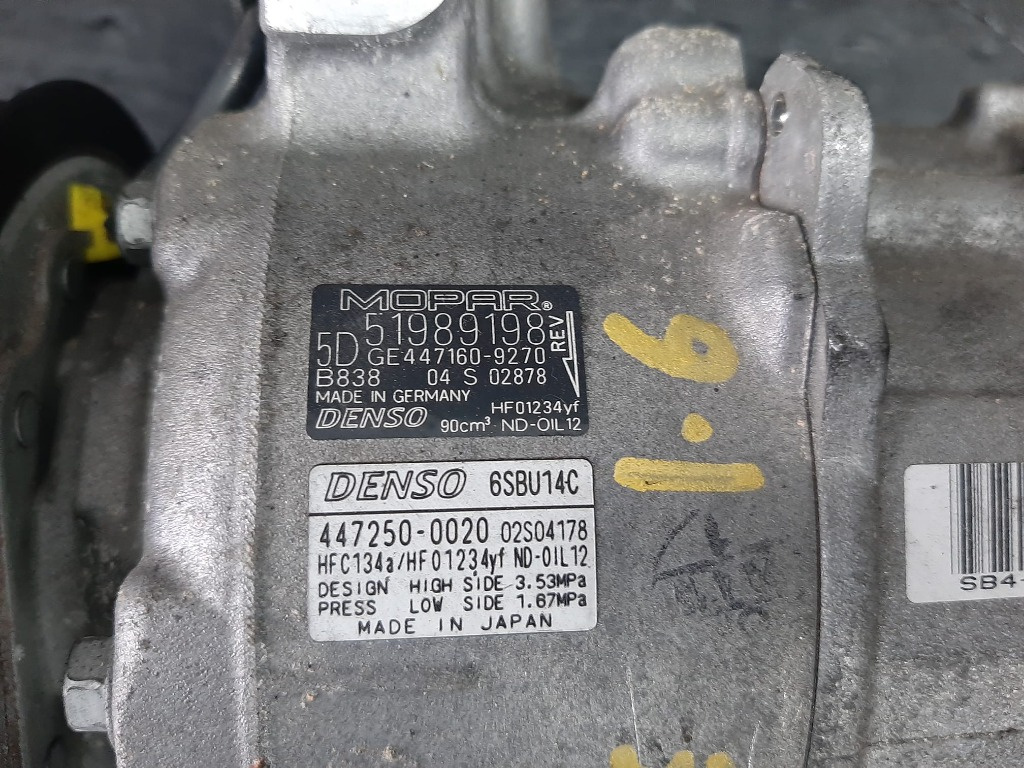 MOPAR®
5D 51989198 REV
GE447160-9270
B838 04 S 02878
MADE IN GERMANY
DENSO HF01234yf
90cm³ ND-OIL12
DENSO 6SBU14C
447250-0020 02S04178
HFC134a/HF01234yf ND-OIL12
DESIGN HIGH SIDE 3.53MPa
PRESS LOW SIDE 1.67MPa
MADE IN JAPAN
1.6
SB4-